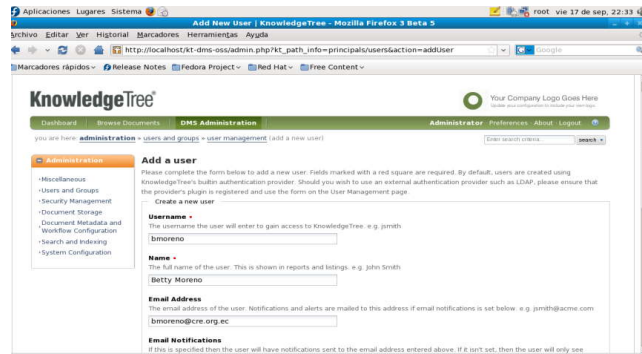 Aplicaciones Lugares Sistema root vie 17 de sep, 22:33
Add New User | KnowledgeTree - Mozilla Firefox 3 Beta 5
Archivo Editar Ver Historial Marcadores Herramientas Ayuda
http://localhost/kt-dms-oss/admin.php?kt_path_info=principals/users&action=addUser Google
Marcadores rápidos Release Notes Fedora Project Red Hat Free Content
KnowledgeTree Your Company Logo Goes Here
Dashboard Browse Documents DMS Administration Administrator Preferences · About · Logout
you are here: administration » users and groups » user management (add a new user) Enter search criteria... search
Administration
Miscellaneous
Users and Groups
Security Management
Document Storage
Document Metadata and
Workflow Configuration
Search and Indexing
System Configuration
Add a user
Please complete the form below to add a new user. Fields marked with a red square are required. By default, users are created using
KnowledgeTree's builtin authentication provider. Should you wish to use an external authentication provider such as LDAP, please ensure that
the provider's plugin is registered and use the form on the User Management page.
Create a new user
Username
The username the user will enter to gain access to KnowledgeTree. e.g. jsmith
bmoreno
Name
The full name of the user. This is shown in reports and listings. e.g. John Smith
Betty Moreno
Email Address
The email address of the user. Notifications and alerts are mailed to this address if email notifications is set below. e.g. jsmith@acme.com
bmoreno@cre.org.ec
Email Notifications
If this is specified then the user will have notifications sent to the email address entered above. If it isn't set, then the user will only see